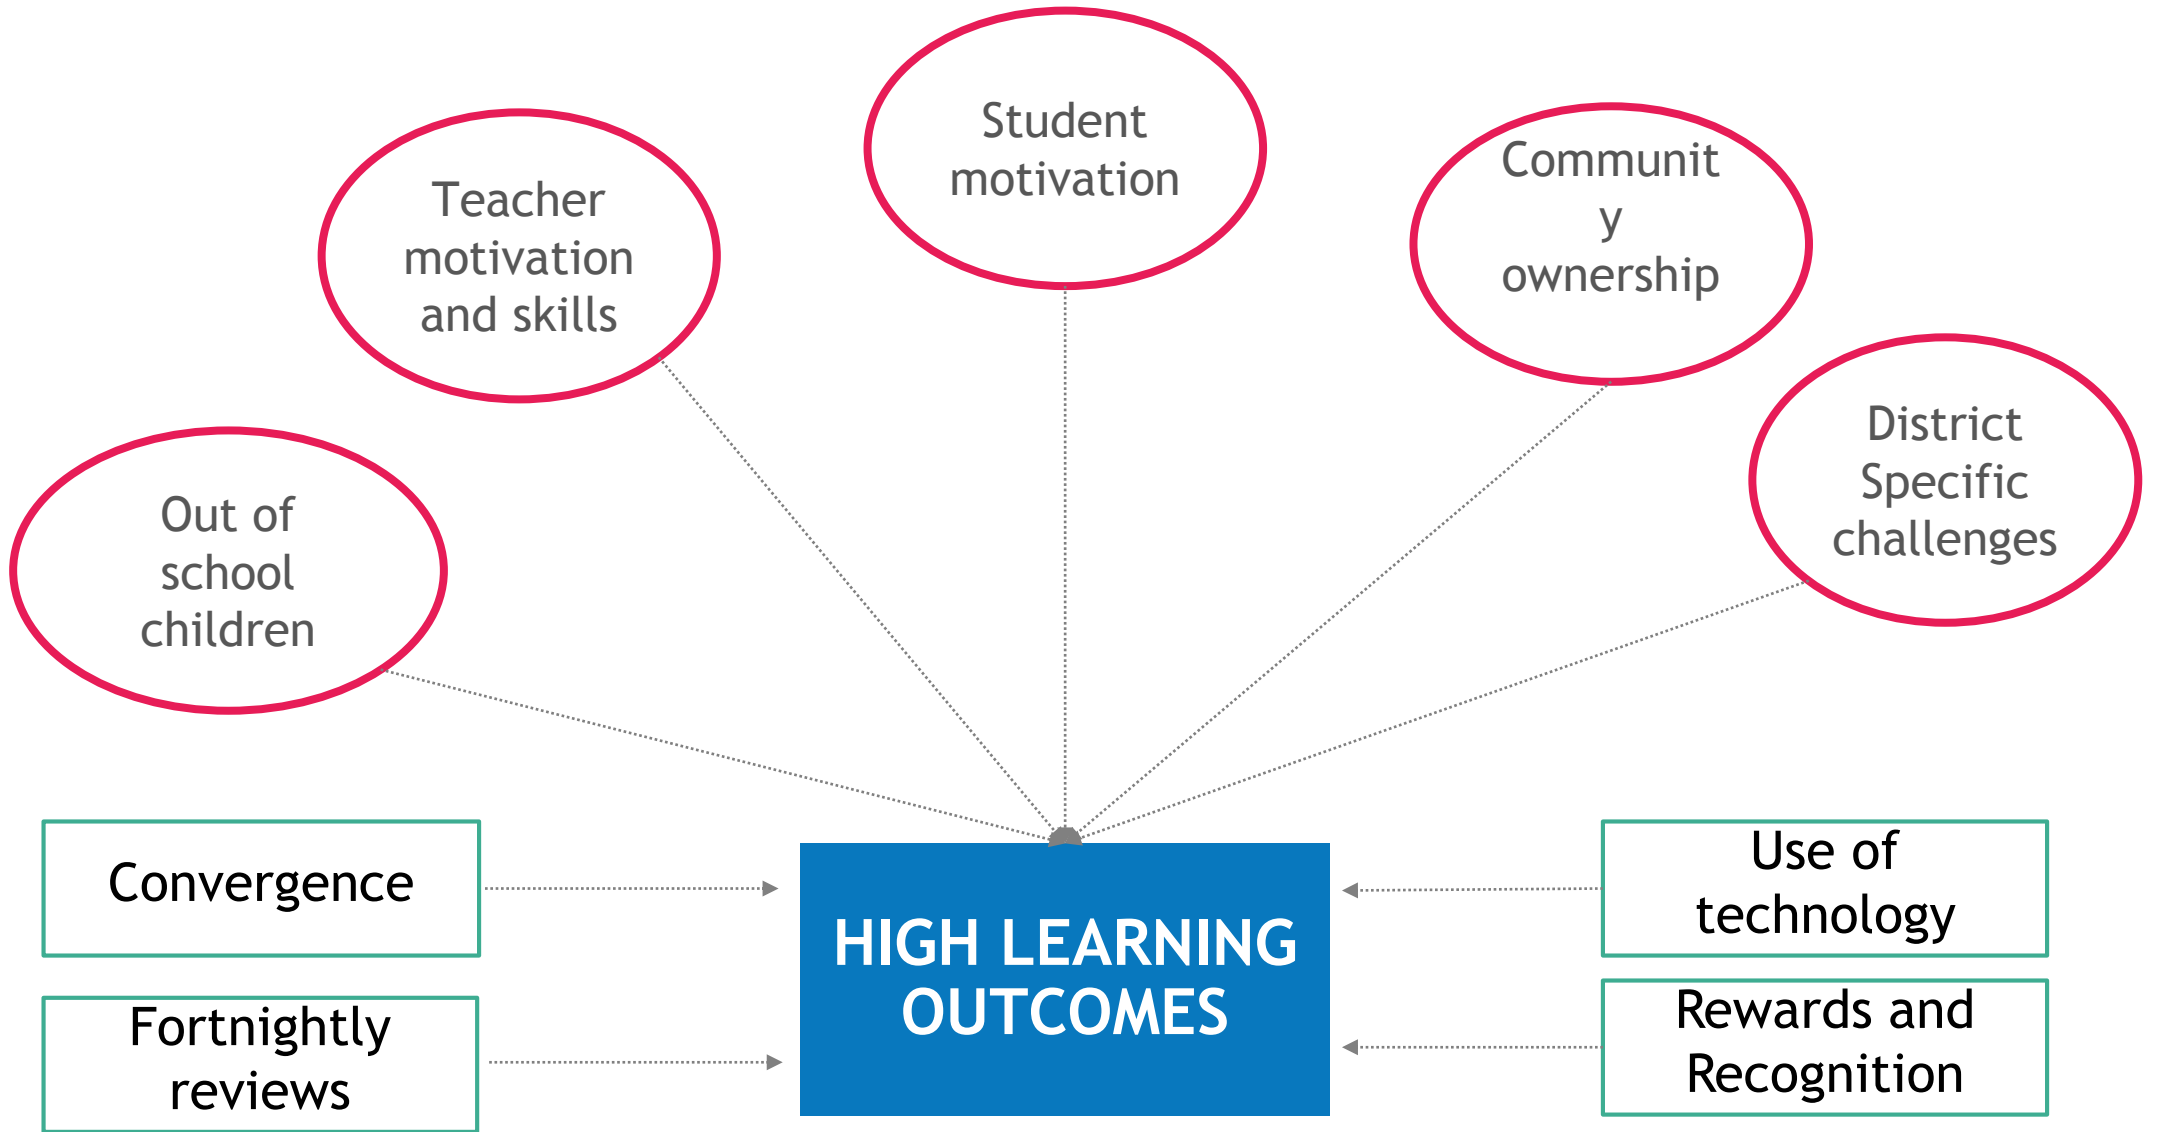 Student
motivation
Communit
y
ownership
Teacher
motivation
and skills
District
Specific
challenges
Out of
school
children
Convergence
Use of
technology
HIGH LEARNING
OUTCOMES
Fortnightly
reviews
Rewards and
Recognition